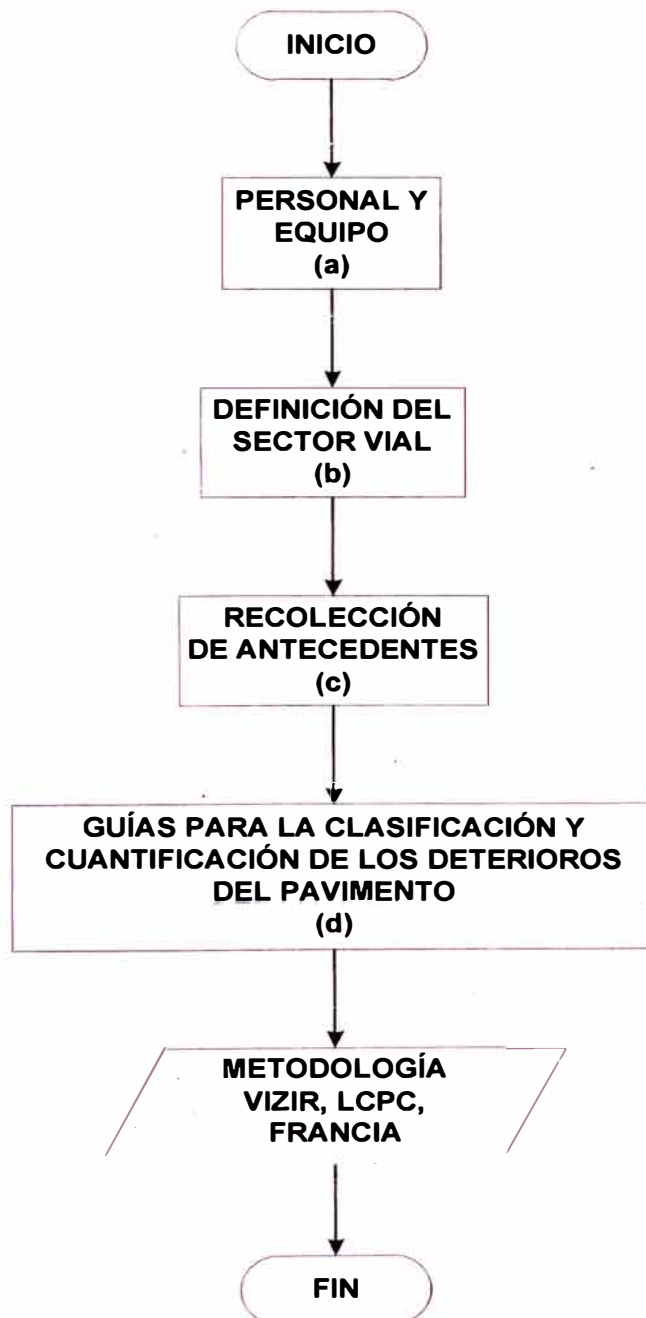 INICIO
PERSONAL Y
EQUIPO
(a)
DEFINICIÓN DEL
SECTOR VIAL
(b)
RECOLECCIÓN
DE ANTECEDENTES
(c)
GUÍAS PARA LA CLASIFICACIÓN Y
CUANTIFICACIÓN DE LOS DETERIOROS
DEL PAVIMENTO
(d)
METODOLOGÍA
VIZIR, LCPC,
FRANCIA
FIN